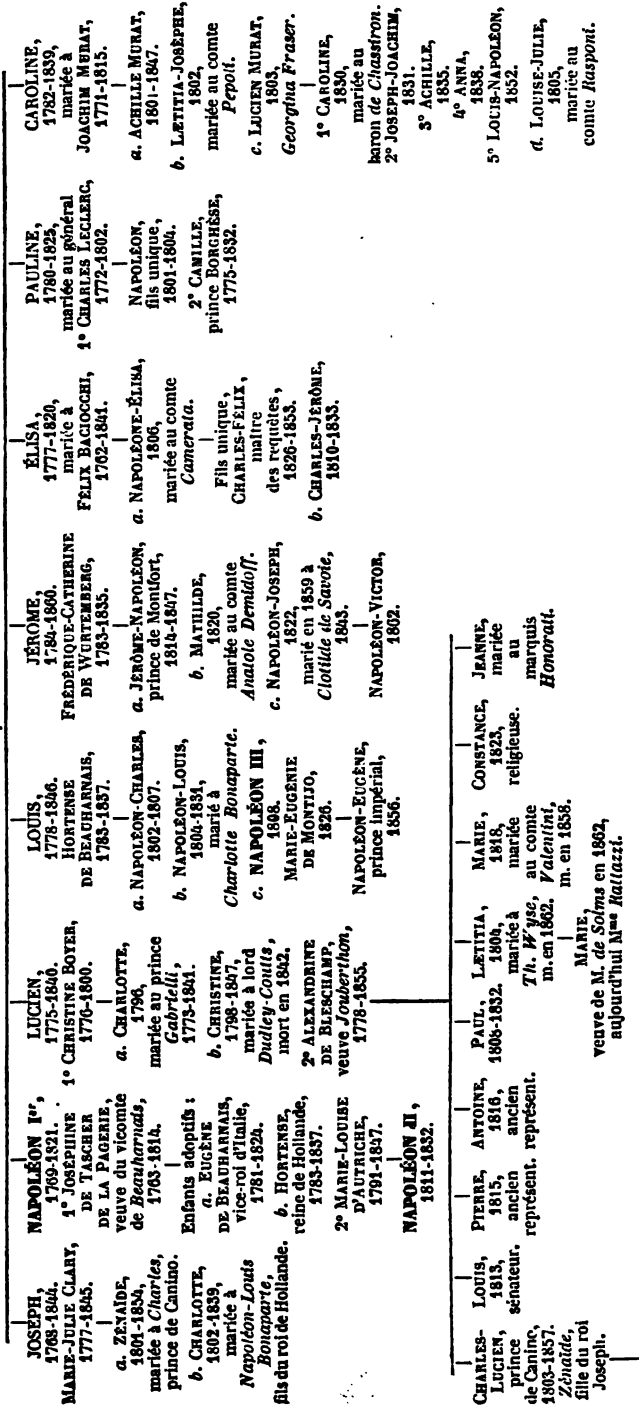 JOSEPH,
1768-1844.
MARIE-JULIE CLARY,
1777-1845.
a. ZÉNAÏDE,
1801-1854,
mariée à Charles,
prince de Canino.
b. CHARLOTTE,
1802-1839,
mariée à
Napoléon-Louis
Bonaparte,
fils du roi de Hollande.
NAPOLÉON Ier,
1769-1821.
1° JOSÉPHINE
DE TASCHER
DE LA PAGERIE,
veuve du vicomte
de Beauharnais,
1763-1814.
Enfants adoptifs :
a. EUGÈNE
DE BEAUHARNAIS,
vice-roi d'Italie,
1781-1824.
b. HORTENSE,
reine de Hollande,
1783-1837.
2° MARIE-LOUISE
D'AUTRICHE,
1791-1847.
NAPOLÉON II,
1811-1832.
LUCIEN,
1775-1840.
1° CHRISTINE BOYER,
1776-1800.
a. CHARLOTTE,
1796,
mariée au prince
Gabrielli,
1773-1841.
b. CHRISTINE,
1798-1847,
mariée à lord
Dudley-Coutts,
mort en 1842.
2° ALEXANDRINE
DE BLESCHAMP,
veuve Jouberthon,
1778-1855.
LOUIS,
1778-1846.
HORTENSE
DE BEAUHARNAIS,
1783-1837.
a. NAPOLÉON-CHARLES,
1802-1807.
b. NAPOLÉON-LOUIS,
1804-1831,
marié à
Charlotte Bonaparte.
c. NAPOLÉON III,
1808.
MARIE-EUGÉNIE
DE MONTIJO,
1826.
NAPOLÉON-EUGÈNE,
prince impérial,
1856.
JÉROME,
1784-1860.
FRÉDÉRIQUE-CATHERINE
DE WURTEMBERG,
1783-1835.
a. JÉROME-NAPOLÉON,
prince de Montfort,
1814-1847.
b. MATHILDE,
1820,
mariée au comte
Anatole Demidoff.
c. NAPOLÉON-JOSEPH,
1822,
marié en 1859 à
Clotilde de Savoie,
1843.
NAPOLÉON-VICTOR,
1862.
ÉLISA,
1777-1820,
mariée à
FÉLIX BACIOCCHI,
1762-1841.
a. NAPOLÉONE-ÉLISA,
1806,
mariée au comte
Camerata.
Fils unique,
CHARLES-FÉLIX,
maître
des requêtes,
1826-1853.
b. CHARLES-JÉRÔME,
1810-1833.
PAULINE,
1780-1825,
mariée au général
1° CHARLES LECLERC,
1772-1802.
NAPOLÉON,
fils unique,
1801-1804.
2° CAMILLE,
prince BORGHÈSE,
1775-1832.
CAROLINE,
1782-1839,
mariée à
JOACHIM MURAT,
1771-1815.
a. ACHILLE MURAT,
1801-1847.
b. LÆTITIA-JOSÈPHE,
1802,
mariée au comte
Pepoli.
c. LUCIEN MURAT,
1803,
Georgina Fraser.
1° CAROLINE,
1830,
mariée au
baron de Chassiron.
2° JOSEPH-JOACHIM,
1831.
3° ACHILLE,
1835.
4° ANNA,
1838.
5° LOUIS-NAPOLÉON,
1852.
d. LOUISE-JULIE,
1805,
mariée au
comte Rasponi.
CHARLES-
LUCIEN,
prince
de Canino,
1803-1857.
Zénaïde,
fille du roi
Joseph.
LOUIS,
1813,
sénateur.
PIERRE,
1815,
ancien
représent.
ANTOINE,
1816,
ancien
représent.
PAUL,
1808-1832.
LÆTITIA,
1804,
mariée à
Th. Wyse,
m. en 1862.
MARIE,
veuve de M. de Solms en 1862,
aujourd'hui Mme Rattazzi.
MARIE,
1818,
mariée
au comte
Valentini,
m. en 1858.
CONSTANCE,
1823,
religieuse.
JEANNE,
mariée
au
marquis
Honorati.